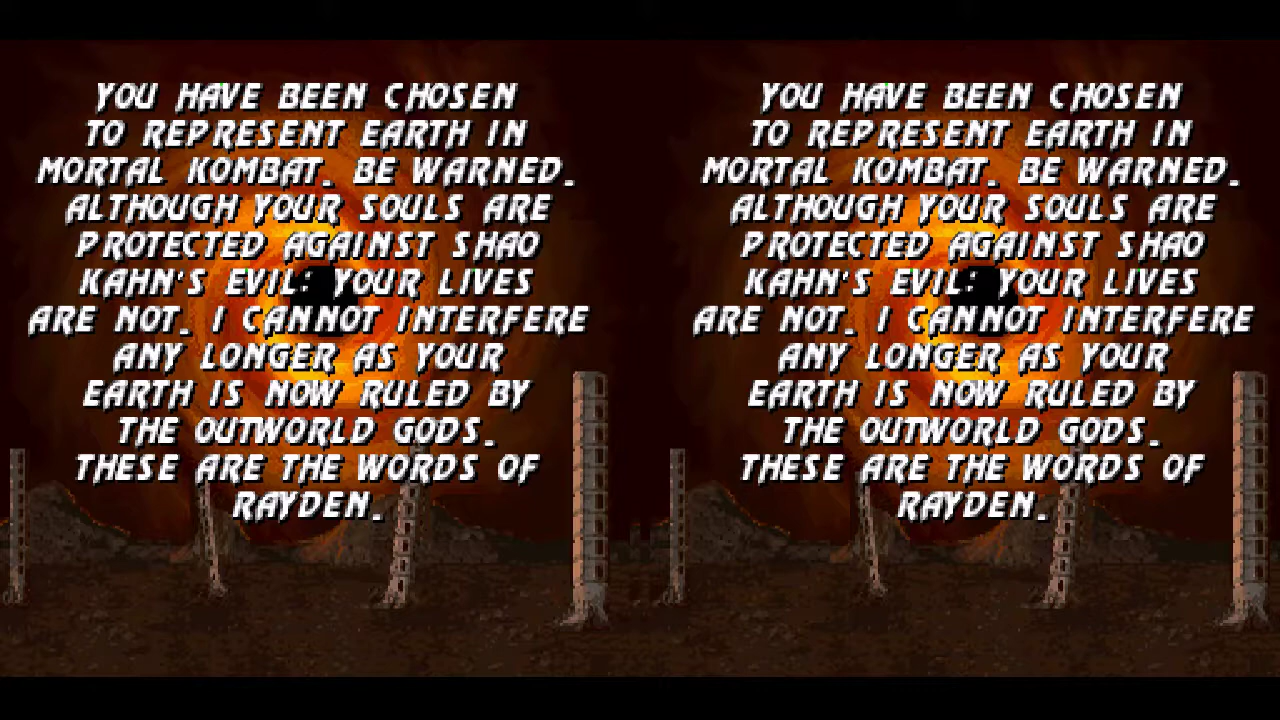 YOU HAVE BEEN CHOSEN
TO REPRESENT EARTH IN
MORTAL KOMBAT. BE WARNED.
ALTHOUGH YOUR SOULS ARE
PROTECTED AGAINST SHAO
KAHN'S EVIL: YOUR LIVES
ARE NOT. I CANNOT INTERFERE
ANY LONGER AS YOUR
EARTH IS NOW RULED BY
THE OUTWORLD GODS.
THESE ARE THE WORDS OF
RAYDEN.
YOU HAVE BEEN CHOSEN
TO REPRESENT EARTH IN
MORTAL KOMBAT. BE WARNED.
ALTHOUGH YOUR SOULS ARE
PROTECTED AGAINST SHAO
KAHN'S EVIL: YOUR LIVES
ARE NOT. I CANNOT INTERFERE
ANY LONGER AS YOUR
EARTH IS NOW RULED BY
THE OUTWORLD GODS.
THESE ARE THE WORDS OF
RAYDEN.